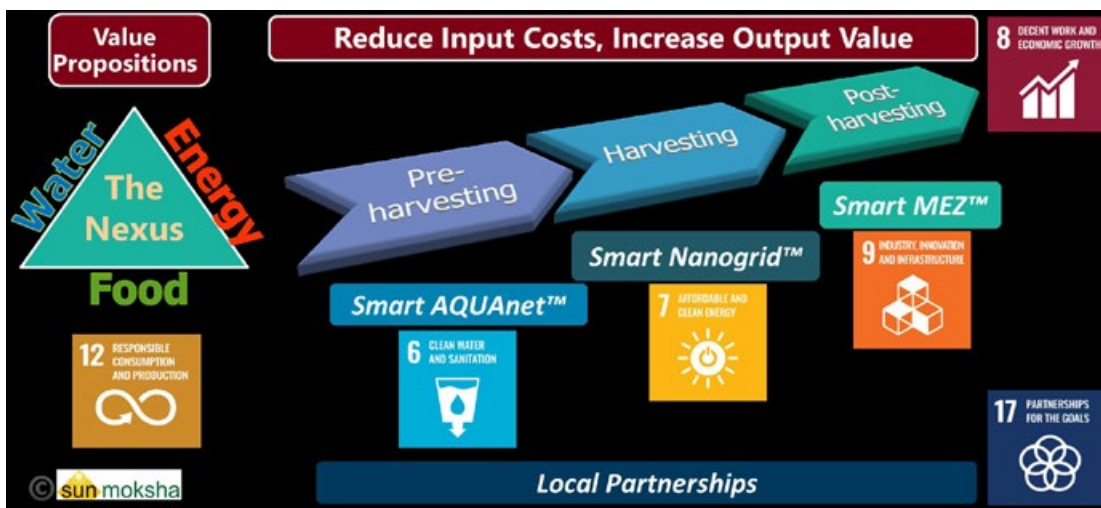 Value
Propositions
Reduce Input Costs, Increase Output Value
8 DECENT WORK AND
ECONOMIC GROWTH
Water
Energy
The
Nexus
Food
Pre-
harvesting
Harvesting
Post-
harvesting
Smart AQUAnet™
Smart Nanogrid™
Smart MEZ™
12 RESPONSIBLE
CONSUMPTION
AND PRODUCTION
6 CLEAN WATER
AND SANITATION
7 AFFORDABLE AND
CLEAN ENERGY
9 INDUSTRY, INNOVATION
AND INFRASTRUCTURE
17 PARTNERSHIPS
FOR THE GOALS
Local Partnerships
© sun moksha